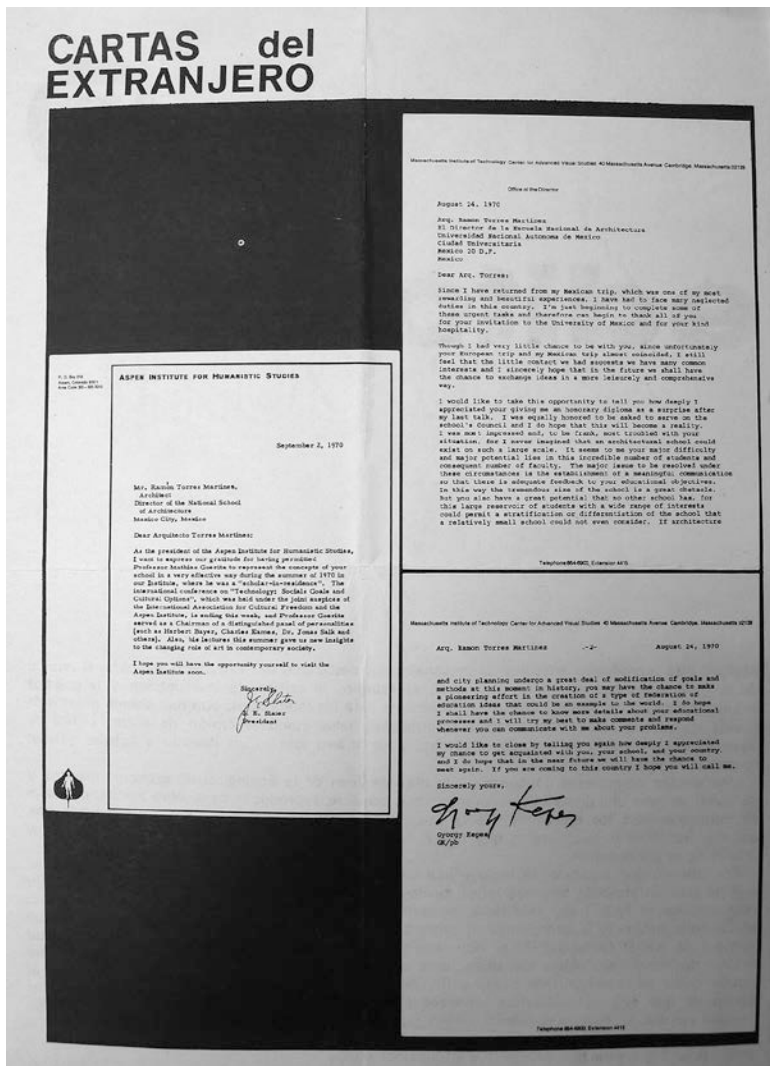 CARTAS del
EXTRANJERO
ASPEN INSTITUTE FOR HUMANISTIC STUDIES
September 2, 1970
Mr. Ramón Torres Martinez,
Architect
Director of the National School
of Architecture
Mexico City, Mexico
Dear Arquitecto Torres Martinez:
As the president of the Aspen Institute for Humanistic Studies,
I want to express our gratitude for having permitted
Professor Mathias Goeritz to represent the concepts of your
school in a very effective way during the summer of 1970 in
our Institute, where he was a "scholar-in-residence". The
international conference on "Technology: Socials Goals and
Cultural Options", which was held under the joint auspices of
the International Association for Cultural Freedom and the
Aspen Institute, is ending this week, and Professor Goeritz
served as a Chairman of a distinguished panel of personalities
(such as Herbert Bayer, Charles Eames, Dr. Jonas Salk and
others). Also, his lectures this summer gave us new insights
to the changing role of art in contemporary society.
I hope you will have the opportunity yourself to visit the
Aspen Institute soon.
Sincerely,
J. E. Slater
President
Massachusetts Institute of Technology Center for Advanced Visual Studies 40 Massachusetts Avenue Cambridge, Massachusetts 02139
Office of the Director
August 24, 1970
Arq. Ramon Torres Martinez
El Director de la Escuela Nacional de Architectura
Universidad Nacional Autonoma de Mexico
Ciudad Universitaria
Mexico 20 D.F.
Mexico
Dear Arq. Torres:
Since I have returned from my Mexican trip, which was one of my most
rewarding and beautiful experiences, I have had to face many neglected
duties in this country. I'm just beginning to complete some of
these urgent tasks and therefore can begin to thank all of you
for your invitation to the University of Mexico and for your kind
hospitality.
Though I had very little chance to be with you, since unfortunately
your European trip and my Mexican trip almost coincided, I still
feel that the little contact we had suggests we have many common
interests and I sincerely hope that in the future we shall have
the chance to exchange ideas in a more leisurely and comprehensive
way.
I would like to take this opportunity to tell you how deeply I
appreciated your giving me an honorary diploma as a surprise after
my last talk. I was equally honored to be asked to serve on the
school's Council and I do hope that this will become a reality.
I was most impressed and, to be frank, most troubled with your
situation, for I never imagined that an architectural school could
exist on such a large scale. It seems to me your major difficulty
and major potential lies in this incredible number of students and
consequent number of faculty. The major issue to be resolved under
these circumstances is the establishment of a meaningful communication
so that there is adequate feedback to your educational objectives.
In this way the tremendous size of the school is a great obstacle,
but you also have a great potential that no other school has, for
this large reservoir of students with a wide range of interests
could permit a stratification or differentiation of the school that
a relatively small school could not even consider. If architecture
Telephone 864-6900, Extension 4415
Massachusetts Institute of Technology Center for Advanced Visual Studies 40 Massachusetts Avenue Cambridge, Massachusetts 02139
Arq. Ramon Torres Martinez -2- August 24, 1970
and city planning undergo a great deal of modification of goals and
methods at this moment in history, you may have the chance to make
a pioneering effort in the creation of a type of federation of
education ideas that could be an example to the world. I do hope
I shall have the chance to know more details about your educational
processes and I will try my best to make comments and respond
whenever you can communicate with me about your problems.
I would like to close by telling you again how deeply I appreciated
my chance to get acquainted with you, your school, and your country,
and I do hope that in the near future we will have the chance to
meet again. If you are coming to this country I hope you will call me.
Sincerely yours,
Gyorgy Kepes
Gyorgy Kepes
GK/pb
Telephone 864-6900, Extension 4415